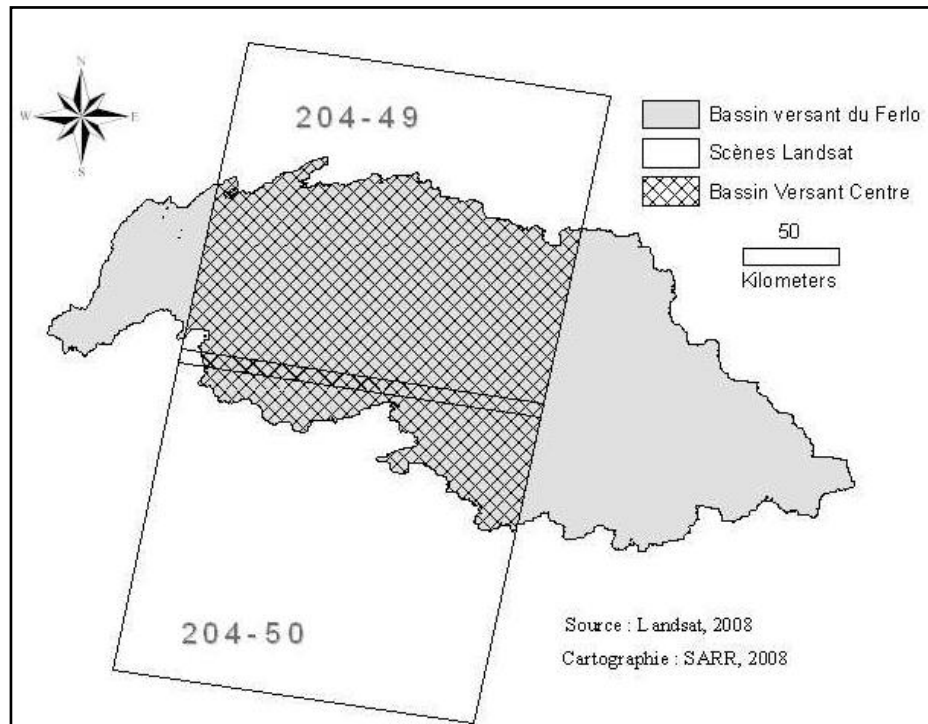 N
W E
S
204-49
Bassin versant du Ferlo
Scènes Landsat
Bassin Versant Centre
50
Kilometers
204-50
Source : Landsat, 2008
Cartographie : SARR, 2008